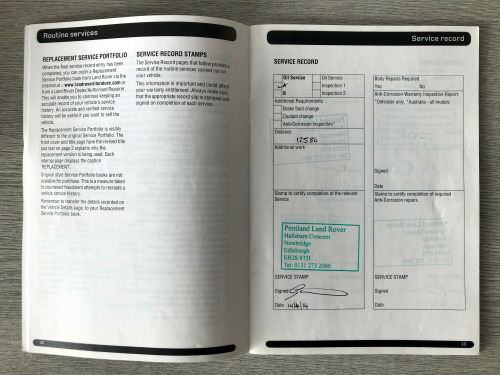 Routine services
REPLACEMENT SERVICE PORTFOLIO
When the final service record entry has been
completed, you can order a Replacement
Service Portfolio book from Land Rover via the
Internet at - www.landroverliterature.com or
from a Land Rover Dealer/Authorised Repairer.
This will enable you to continue keeping an
accurate record of your vehicle's service
history. An accurate and verified service
history will be useful if you want to sell
the vehicle.
The Replacement Service Portfolio is visibly
different to the original Service Portfolio. The
front cover and title page have the revised title
and text on page 2 explains why the
replacement version is being used. Each
internal page displays the caption
REPLACEMENT.
Original style Service Portfolio books are not
available for purchase. This is a measure taken
to counteract fraudulent attempts to recreate a
vehicle service history.
Remember to transfer the details recorded on
the Vehicle Details page, to your Replacement
Service Portfolio book.
SERVICE RECORD STAMPS
The Service Record pages that follow provide a
record of the routine services carried out on
your vehicle.
This information is important and could affect
your warranty entitlement. Always make sure
that the appropriate record slip is stamped and
signed on completion of each service.
Service record
SERVICE RECORD
Oil Service
Oil Service
A
Inspection 1
B
Inspection 2
Additional Requirements
Brake fluid change
Coolant change
Anti-Corrosion inspection*
Distance
12580
Additional work
Stamp to certify completion of the relevant
Service
Pentland Land Rover
Hailsham Crescent
Newbridge
Edinburgh
EH28 8TH
Tel: 0131 273 2000
SERVICE STAMP
Signed
Date 14/4/14
Body Repairs Required
Yes No
Anti-Corrosion Warranty Inspection Report
*Defender only. *Australia - all models
Signed
Date
Stamp to certify completion of required
Anti-Corrosion repairs.
SERVICE STAMP
Signed
Date
10
11